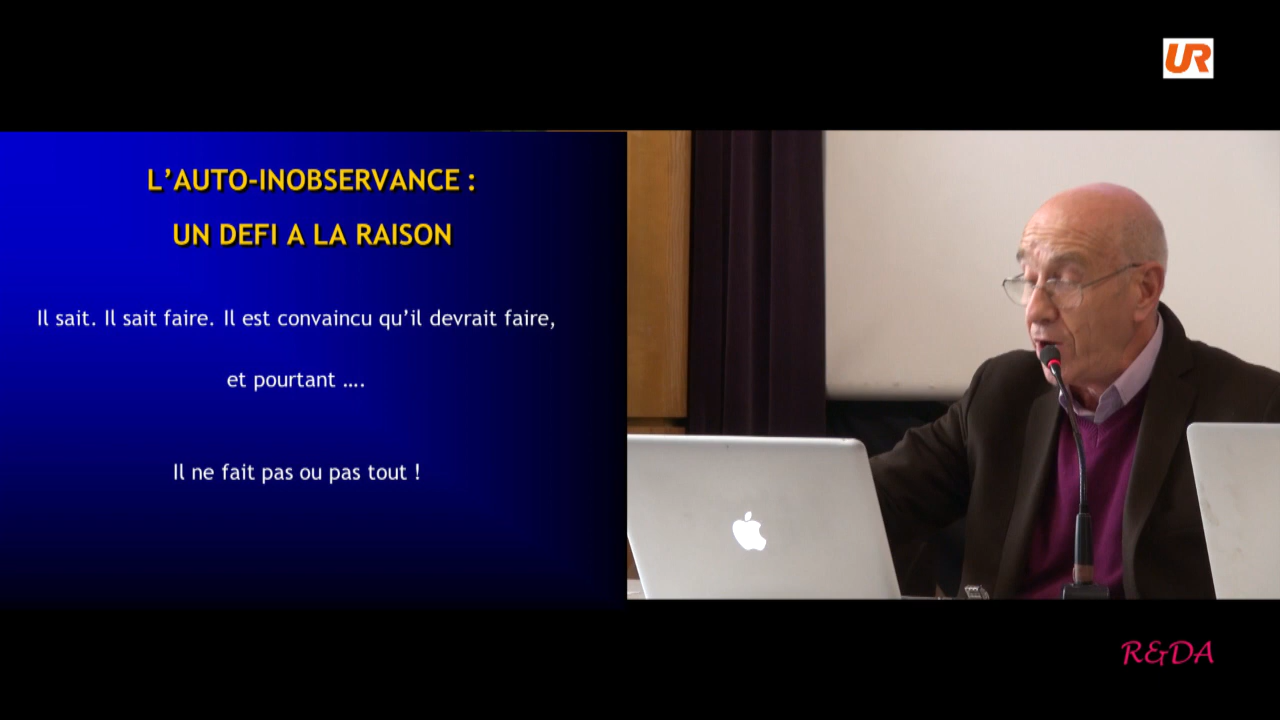 UR
L'AUTO-INOBSERVANCE :
UN DEFI A LA RAISON
Il sait. Il sait faire. Il est convaincu qu'il devrait faire,
et pourtant ....
Il ne fait pas ou pas tout !
R&DA